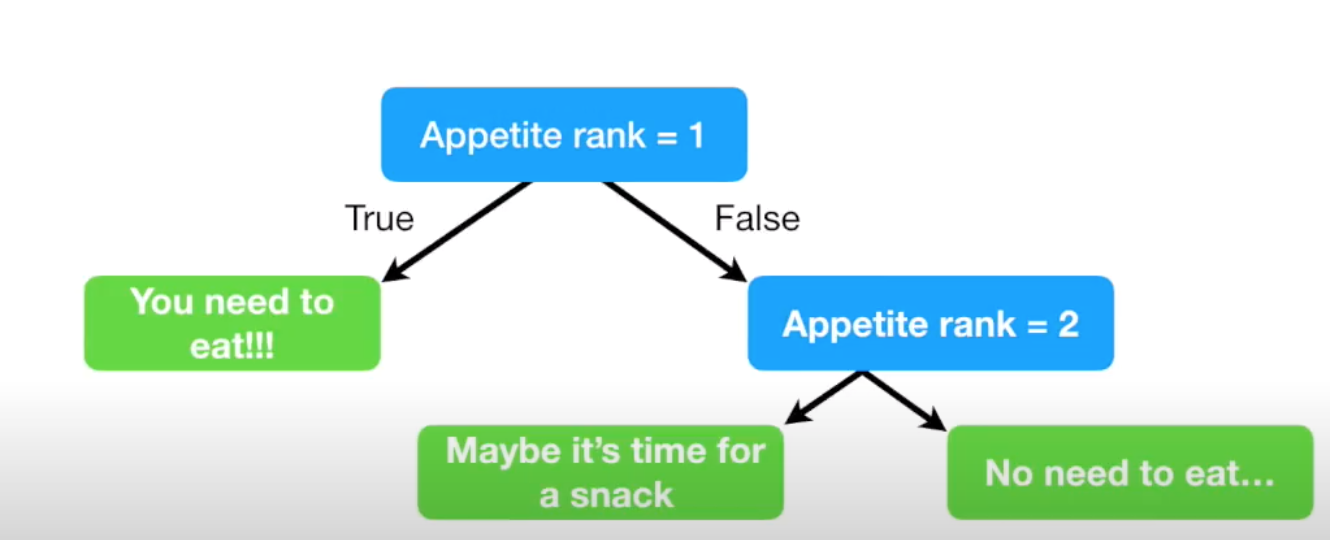 Appetite rank = 1
True
False
You need to
eat!!!
Appetite rank = 2
Maybe it’s time for
a snack
No need to eat...